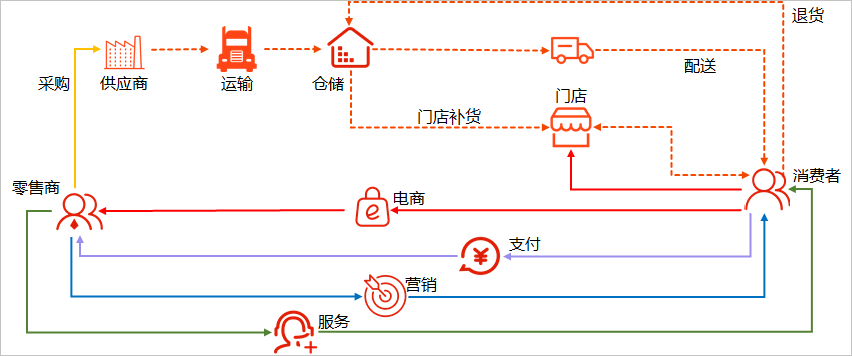 退货
采购
供应商
运输
仓储
配送
门店补货
门店
零售商
消费者
电商
e
支付
¥
营销
服务